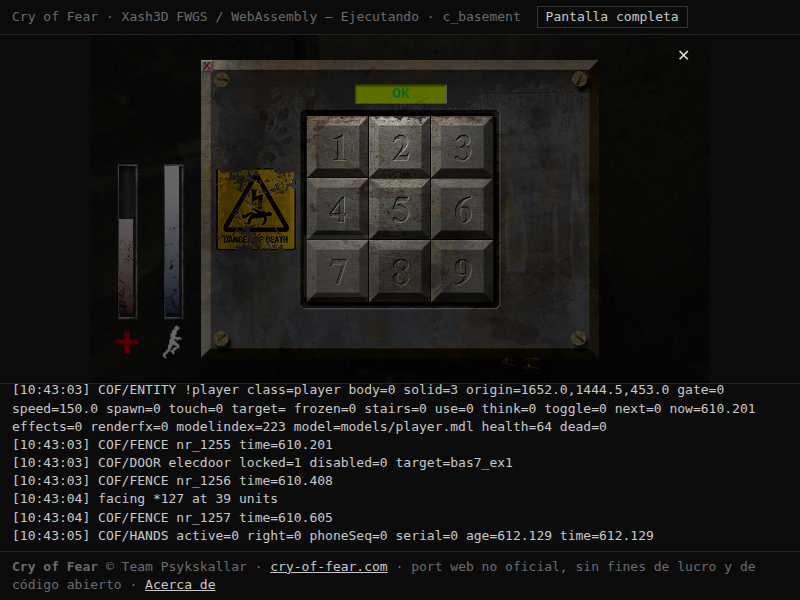 Cry of Fear · Xash3D FWGS / WebAssembly — Ejecutando · c_basement Pantalla completa
×
OK
1 2 3
4 5 6
7 8 9
DANGER OF DEATH
[10:43:03] COF/ENTITY !player class=player body=0 solid=3 origin=1652.0,1444.5,453.0 gate=0
speed=150.0 spawn=0 touch=0 target= frozen=0 stairs=0 use=0 think=0 toggle=0 next=0 now=610.201
effects=0 renderfx=0 modelindex=223 model=models/player.mdl health=64 dead=0
[10:43:03] COF/FENCE nr_1255 time=610.201
[10:43:03] COF/DOOR elecdoor locked=1 disabled=0 target=bas7_ex1
[10:43:03] COF/FENCE nr_1256 time=610.408
[10:43:04] facing *127 at 39 units
[10:43:04] COF/FENCE nr_1257 time=610.605
[10:43:05] COF/HANDS active=0 right=0 phoneSeq=0 serial=0 age=612.129 time=612.129
Cry of Fear © Team Psykskallar · cry-of-fear.com · port web no oficial, sin fines de lucro y de
código abierto · Acerca de